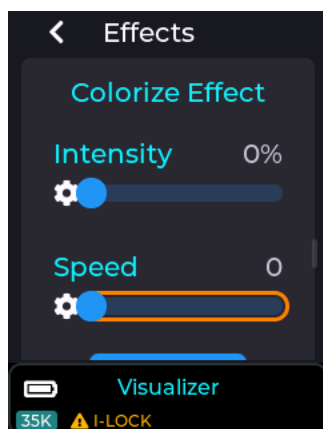 Effects
Colorize Effect
Intensity 0%
Speed 0
Visualizer
35K I-LOCK